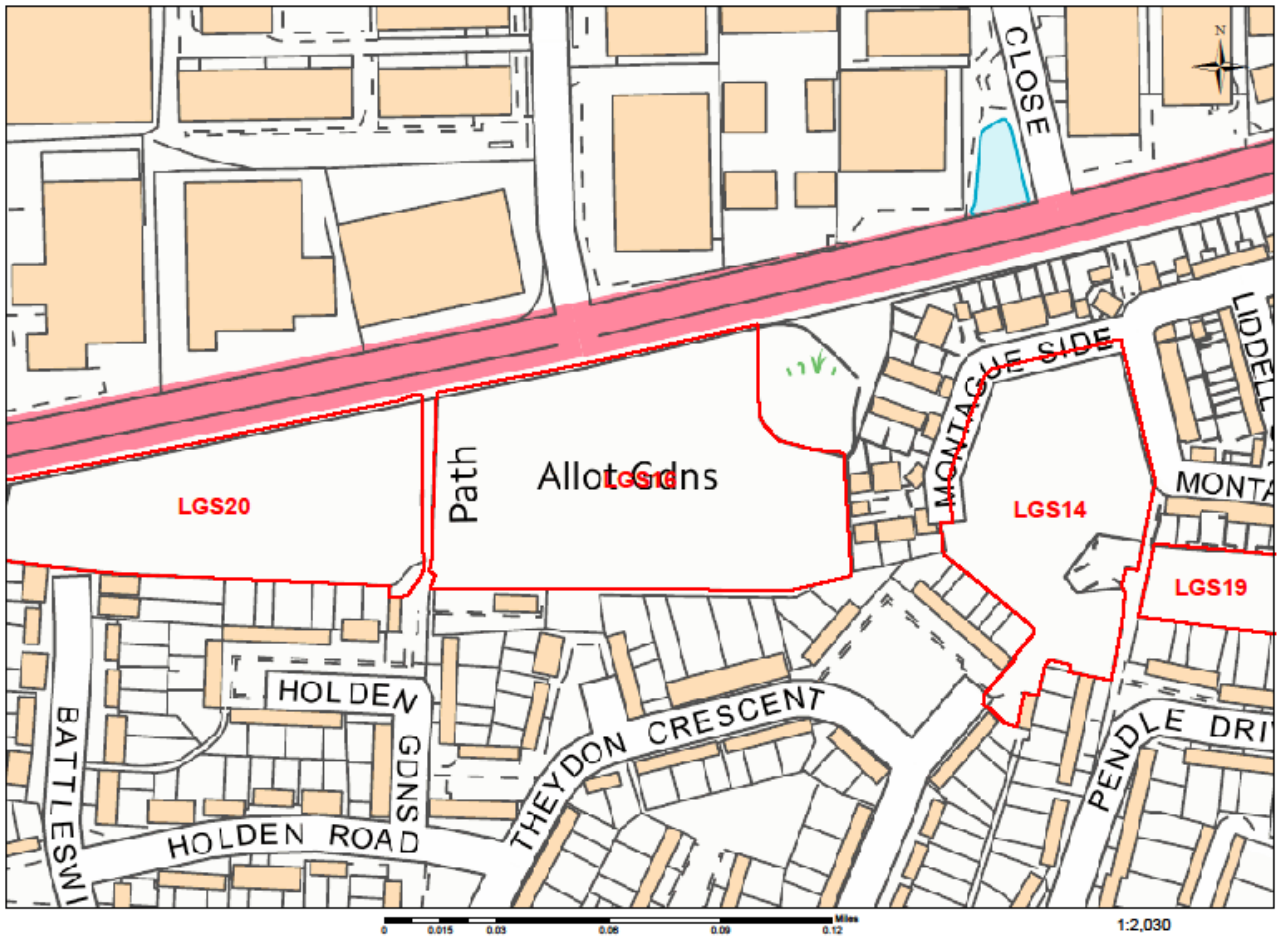 N
CLOSE
LIDDELL
MONTAGUE SIDE
Path
Allot Gdns
LGS20
LGS14
MONTA
LGS19
HOLDEN
GDNS
BATTLESWI
THEYDON CRESCENT
PENDLE DRI
HOLDEN ROAD
0 0.015 0.03 0.06 0.09 0.12 Miles
1:2,030